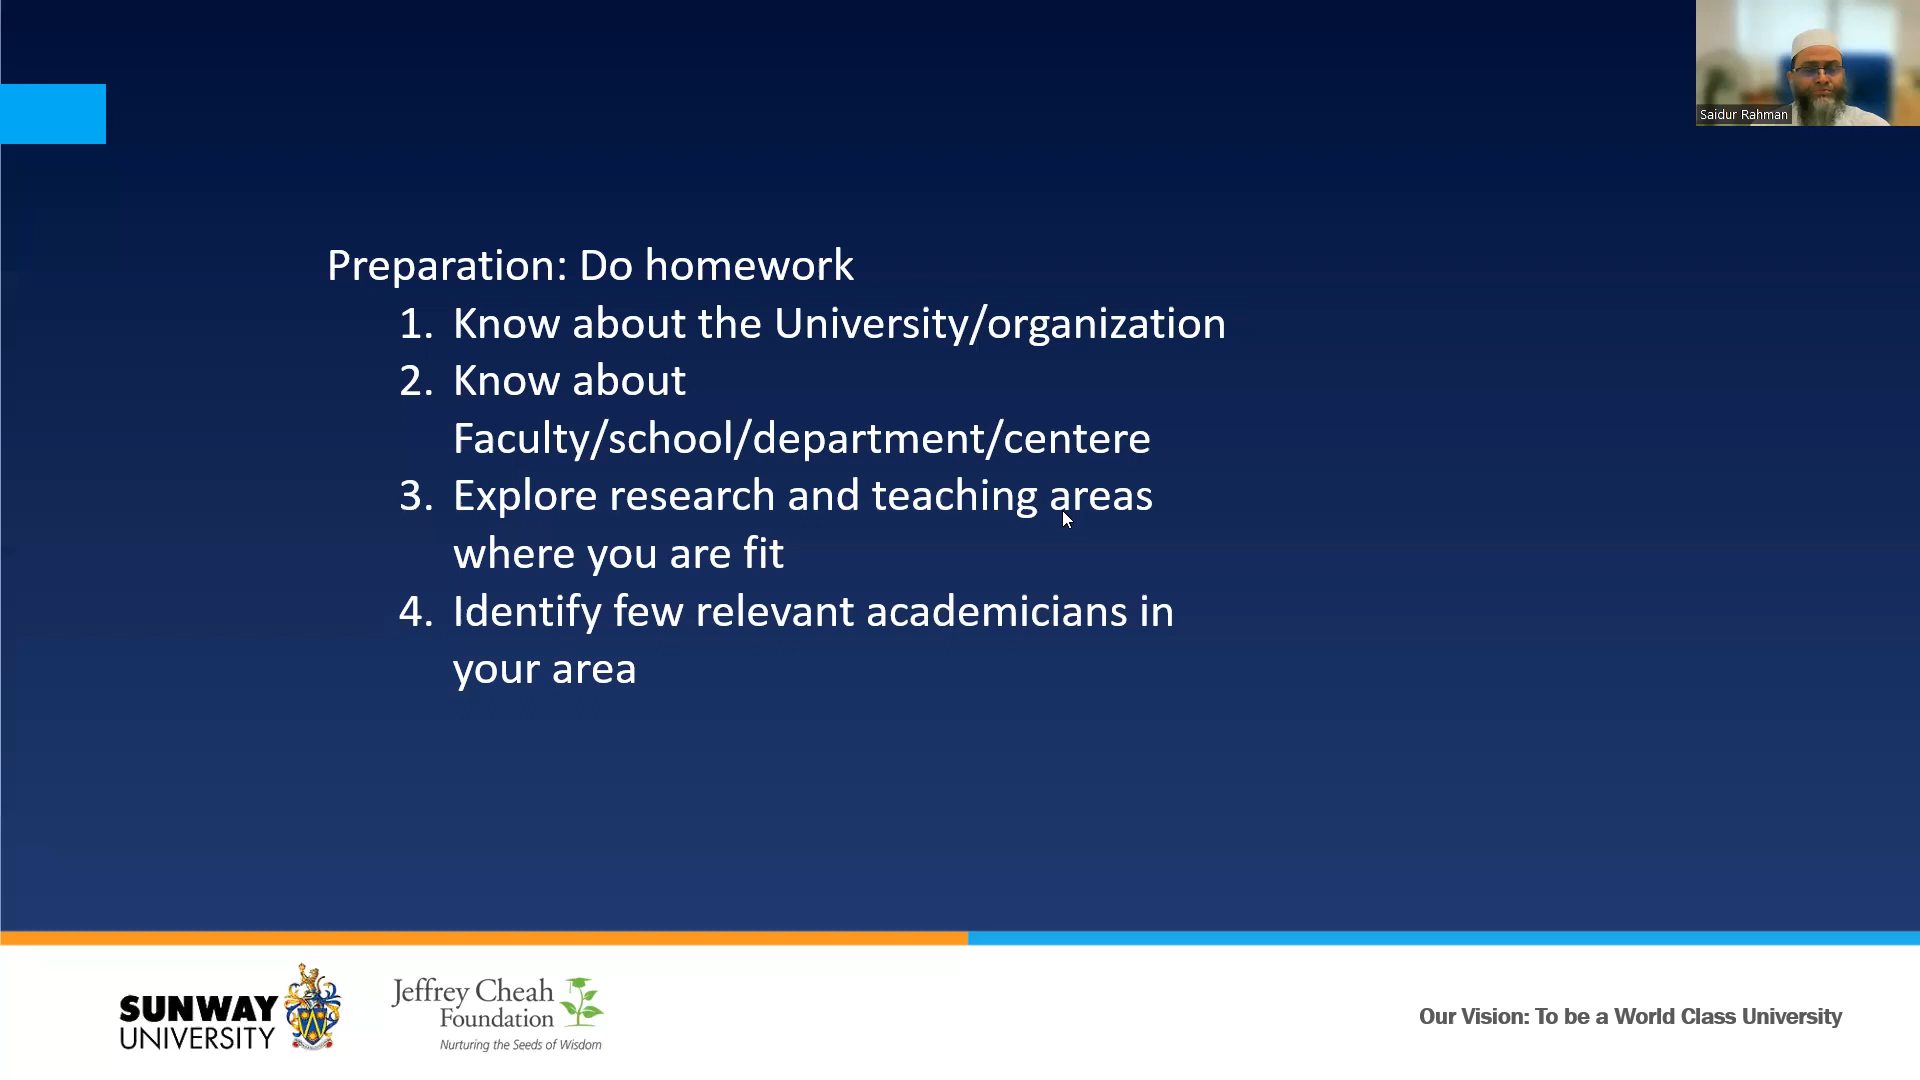 Saidur Rahman
Preparation: Do homework
1. Know about the University/organization
2. Know about
Faculty/school/department/centere
3. Explore research and teaching areas
where you are fit
4. Identify few relevant academicians in
your area
SUNWAY
UNIVERSITY
Jeffrey Cheah
Foundation
Nurturing the Seeds of Wisdom
Our Vision: To be a World Class University